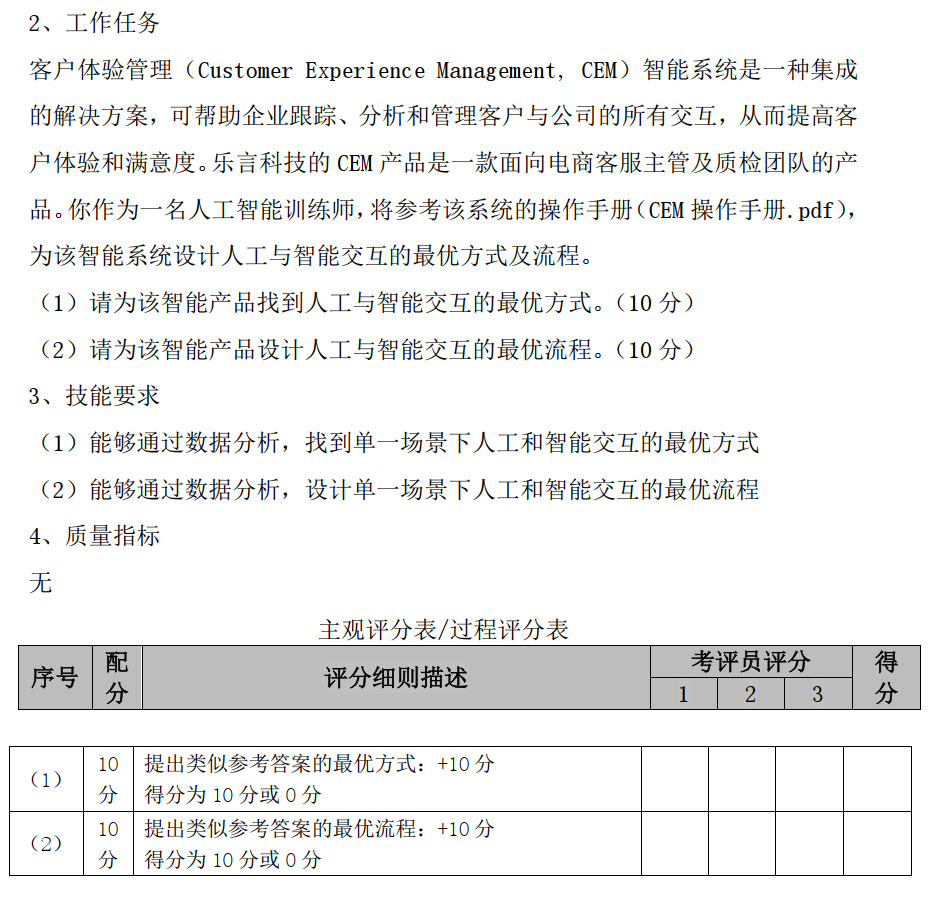 2、工作任务
客户体验管理（Customer Experience Management, CEM）智能系统是一种集成
的解决方案，可帮助企业跟踪、分析和管理客户与公司的所有交互，从而提高客
户体验和满意度。乐言科技的 CEM 产品是一款面向电商客服主管及质检团队的产
品。你作为一名人工智能训练师，将参考该系统的操作手册（CEM 操作手册.pdf），
为该智能系统设计人工与智能交互的最优方式及流程。
（1）请为该智能产品找到人工与智能交互的最优方式。（10 分）
（2）请为该智能产品设计人工与智能交互的最优流程。（10 分）
3、技能要求
（1）能够通过数据分析，找到单一场景下人工和智能交互的最优方式
（2）能够通过数据分析，设计单一场景下人工和智能交互的最优流程
4、质量指标
无
主观评分表/过程评分表
序号 配分 评分细则描述 考评员评分 得分
1 2 3
（1） 10分 提出类似参考答案的最优方式：+10 分
得分为 10 分或 0 分
（2） 10分 提出类似参考答案的最优流程：+10 分
得分为 10 分或 0 分